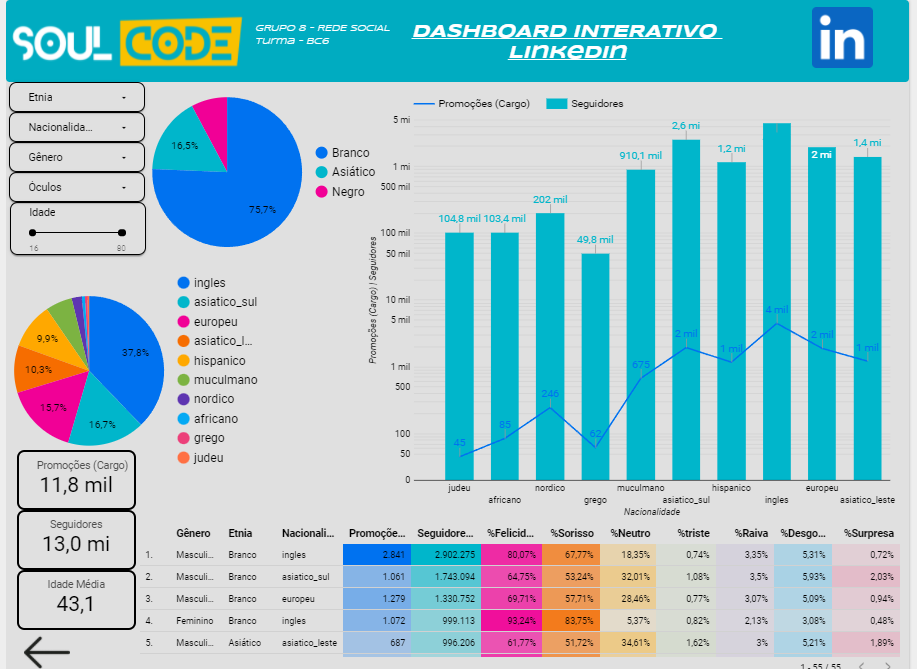 SOUL CODE
GRUPO 8 - REDE SOCIAL
Turma - BC6
DASHBOARD INTERATIVO
LINKEDIN
in
Etnia
Nacionalida...
Gênero
Óculos
Idade
16 80
16,5%
75,7%
Branco
Asiático
Negro
37,8%
16,7%
15,7%
10,3%
9,9%
ingles
asiatico_sul
europeu
asiatico_l...
hispanico
muculmano
nordico
africano
grego
judeu
Promoções (Cargo)
11,8 mil
Seguidores
13,0 mi
Idade Média
43,1
Promoções (Cargo) Seguidores
Promoções (Cargo) | Seguidores
5 mi
1 mi
500 mil
100 mil
50 mil
10 mil
5 mi
1 mil
500
100
50
0
104,8 mil 103,4 mil 202 mil 49,8 mil 910,1 mil 2,6 mi 1,2 mi 2 mi 1,4 mi
45 85 246 62 675 2 mil 1 mil 4 mil 2 mil 1 mil
judeu africano nordico grego muculmano asiatico_sul hispanico ingles europeu asiatico_leste
Nacionalidade
Gênero Etnia Nacionali... Promoçõe... Seguidore... %Felicid... %Sorisso %Neutro %triste %Raiva %Desgo... %Surpresa
1. Masculi... Branco ingles 2.841 2.902.275 80,07% 67,77% 18,35% 0,74% 3,35% 5,31% 0,72%
2. Masculi... Branco asiatico_sul 1.061 1.743.094 64,75% 53,24% 32,01% 1,08% 3,5% 5,93% 2,03%
3. Masculi... Branco europeu 1.279 1.330.752 69,71% 57,71% 28,46% 0,77% 3,07% 5,09% 0,94%
4. Feminino Branco ingles 1.072 999.113 93,24% 83,75% 5,37% 0,82% 2,13% 3,08% 0,48%
5. Masculi... Asiático asiatico_leste 687 996.206 61,77% 51,72% 34,61% 1,62% 3% 5,21% 1,89%
1 - 55 / 55